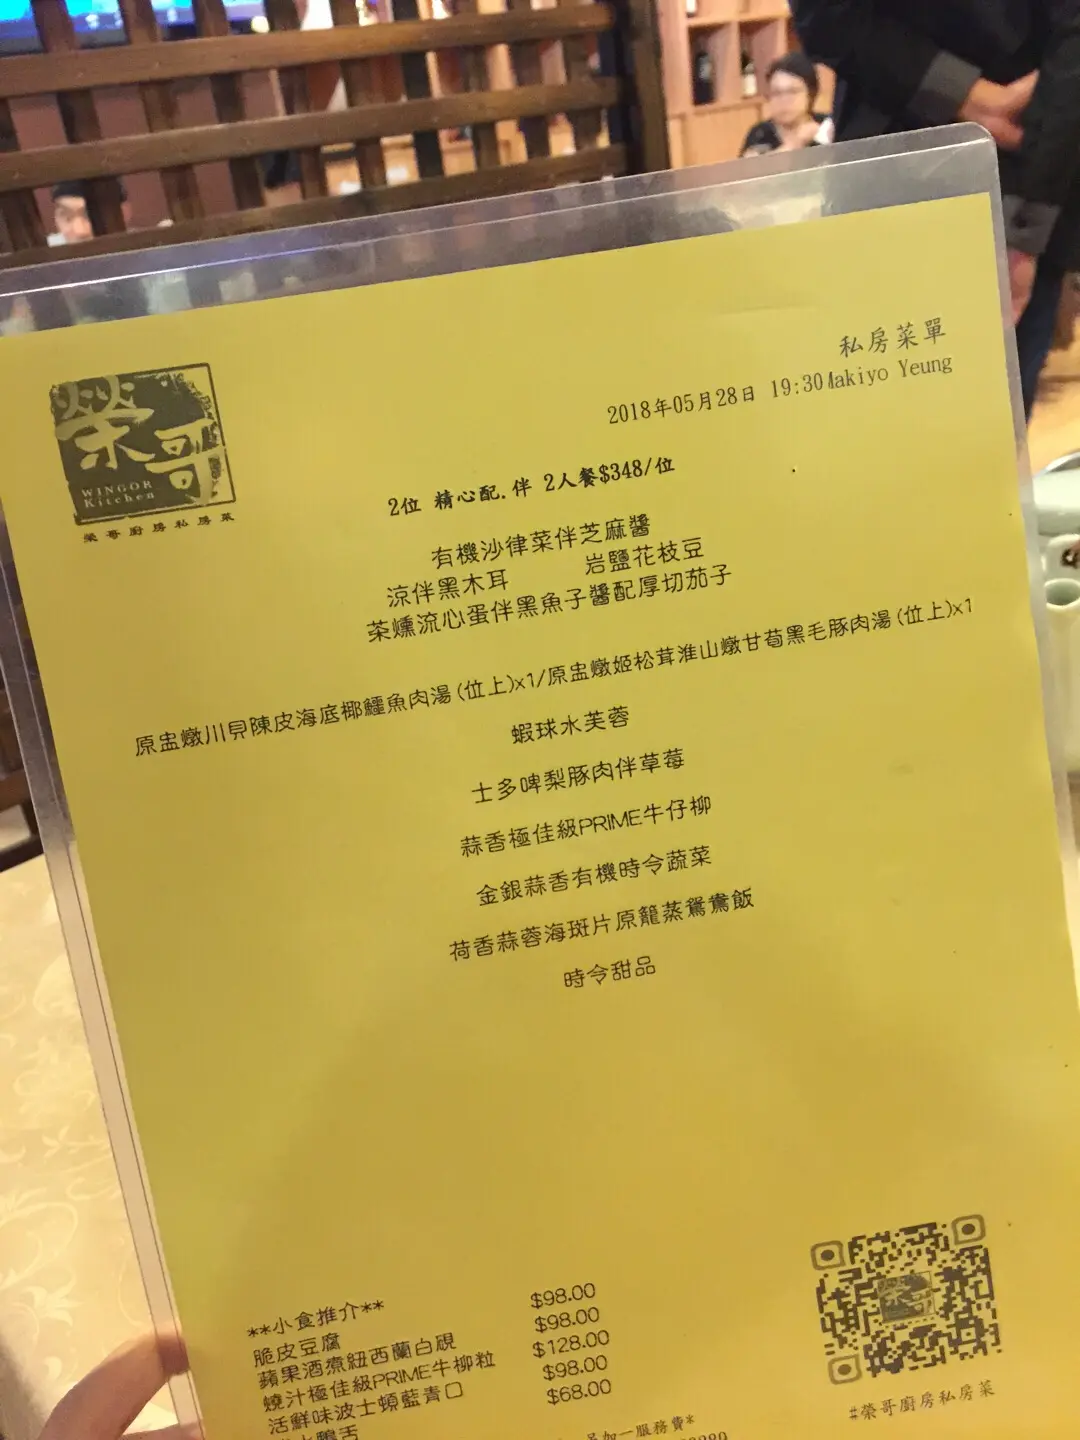 榮哥
WINGOR
Kitchen
榮哥廚房私房菜
私房菜單
2018年05月28日 19:30 Makiyo Yeung
2位 精心配.伴 2人餐$348/位
有機沙律菜伴芝麻醬
涼伴黑木耳 岩鹽花枝豆
茶燻流心蛋伴黑魚子醬配厚切茄子
原盅燉川貝陳皮海底椰鱷魚肉湯(位上)x1/原盅燉姬松茸淮山燉甘荀黑毛豚肉湯(位上)x1
蝦球水芙蓉
士多啤梨豚肉伴草莓
蒜香極佳級PRIME牛仔柳
金銀蒜香有機時令蔬菜
荷香蒜蓉海斑片原籠蒸鴛鴦飯
時令甜品
**小食推介**
脆皮豆腐 $98.00
蘋果酒煮紐西蘭白硯 $98.00
燒汁極佳級PRIME牛柳粒 $128.00
活鮮味波士頓藍青口 $98.00
鴨舌 $68.00
另加一服務費*
#榮哥廚房私房菜